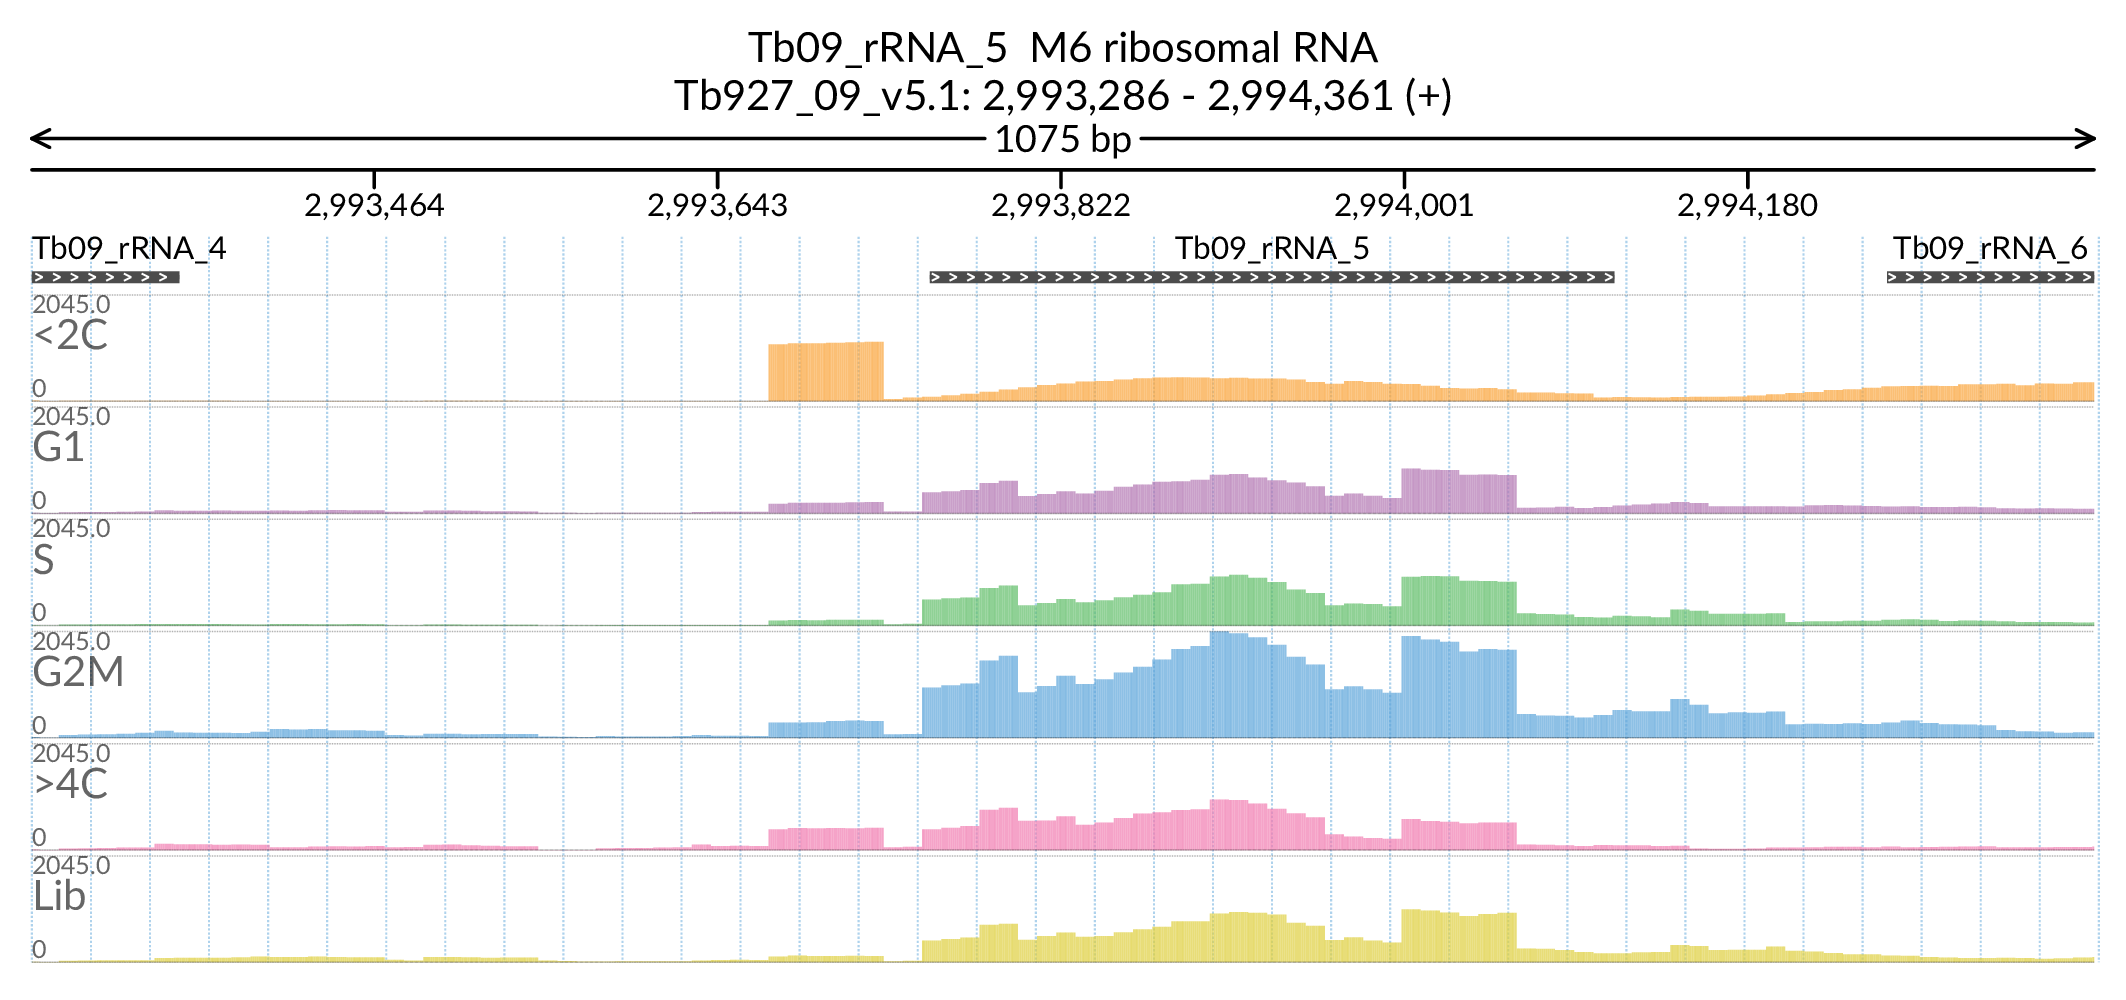 Tb09_rRNA_5  M6 ribosomal RNA
Tb927_09_v5.1: 2,993,286 - 2,994,361 (+)
1075 bp
2,993,464 2,993,643 2,993,822 2,994,001 2,994,180
Tb09_rRNA_4 Tb09_rRNA_5 Tb09_rRNA_6
2045.0
<2C
0
2045.0
G1
0
2045.0
S
0
2045.0
G2M
0
2045.0
>4C
0
2045.0
Lib
0